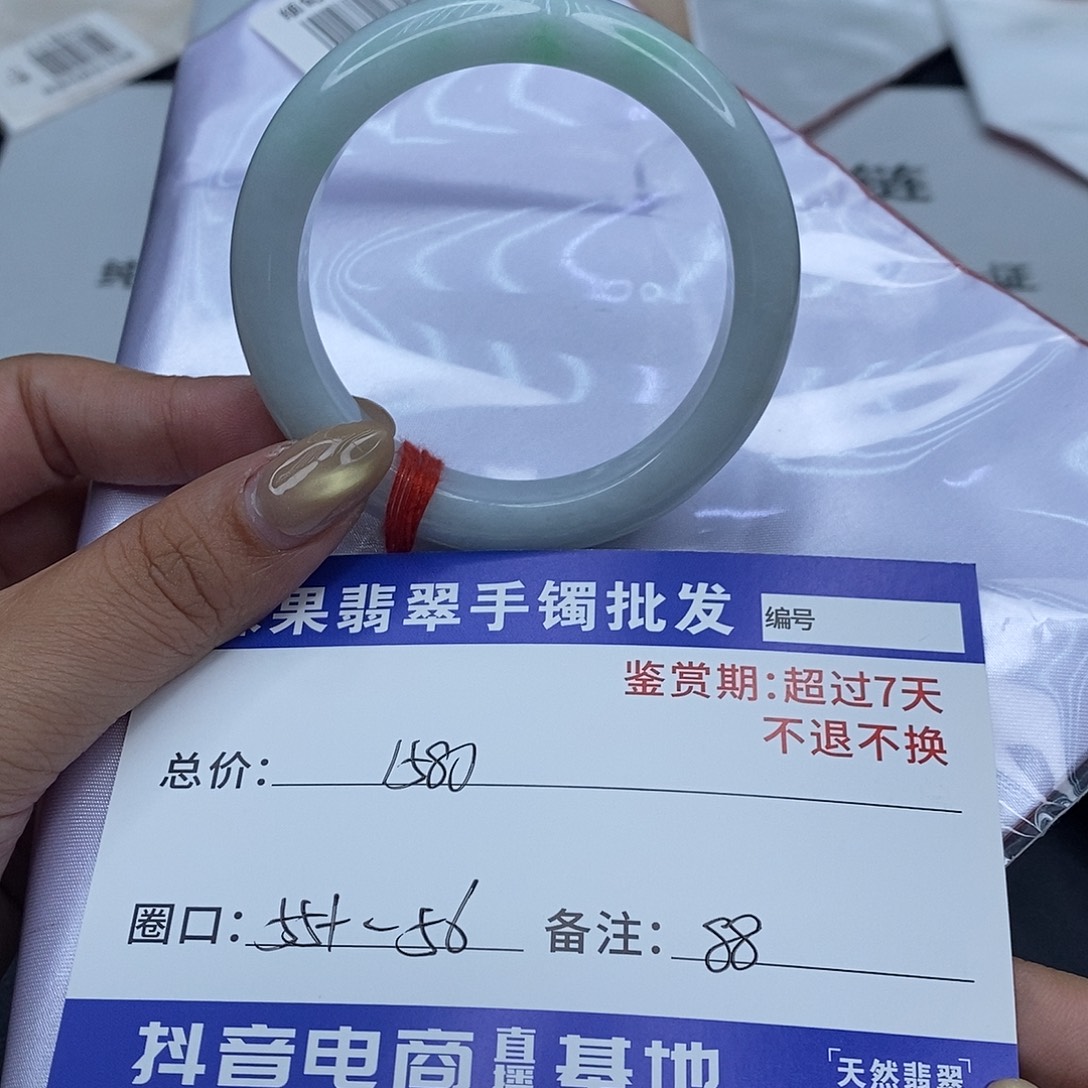 链
证
果翡翠手镯批发
编号
鉴赏期：超过7天
不退不换
总价： 1580
圈口： 55+~56 备注： 88
抖音电商直播基地
「天然翡翠」